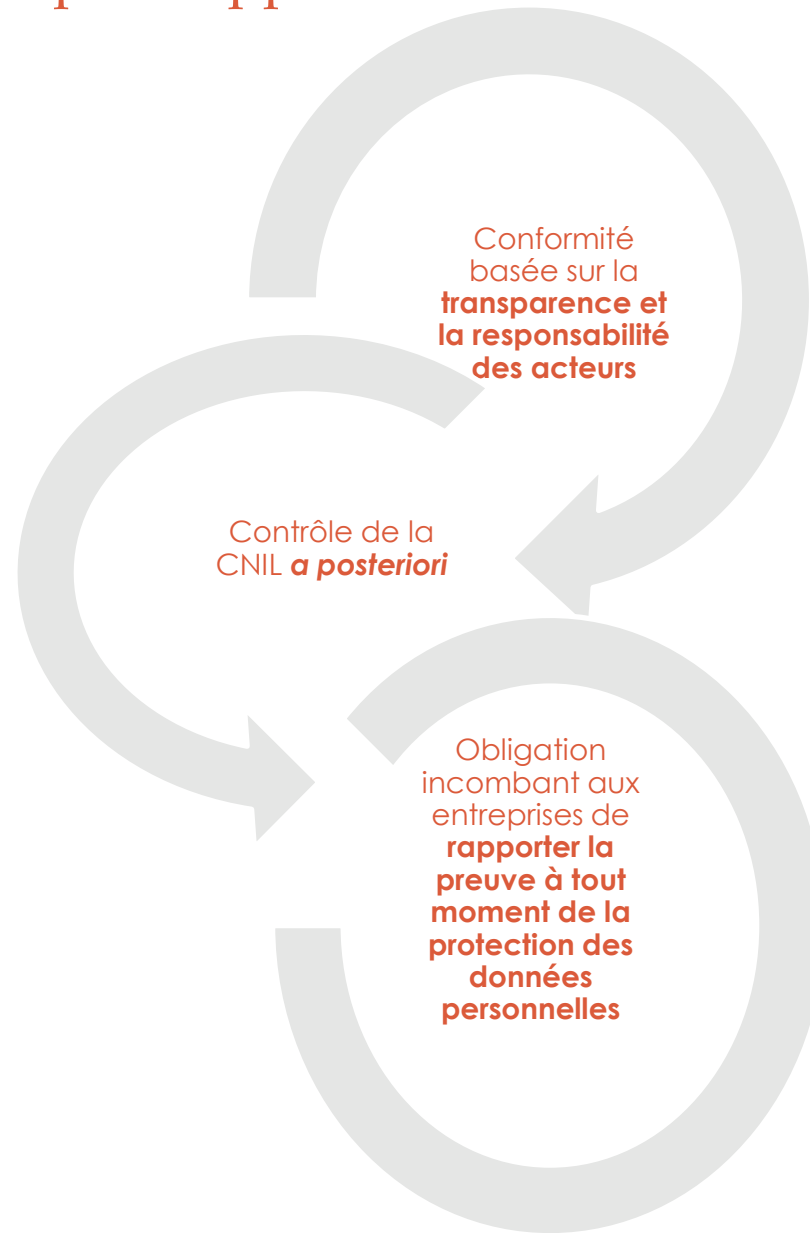 Conformité
basée sur la
transparence et
la responsabilité
des acteurs
Contrôle de la
CNIL a posteriori
Obligation
incombant aux
entreprises de
rapporter la
preuve à tout
moment de la
protection des
données
personnelles